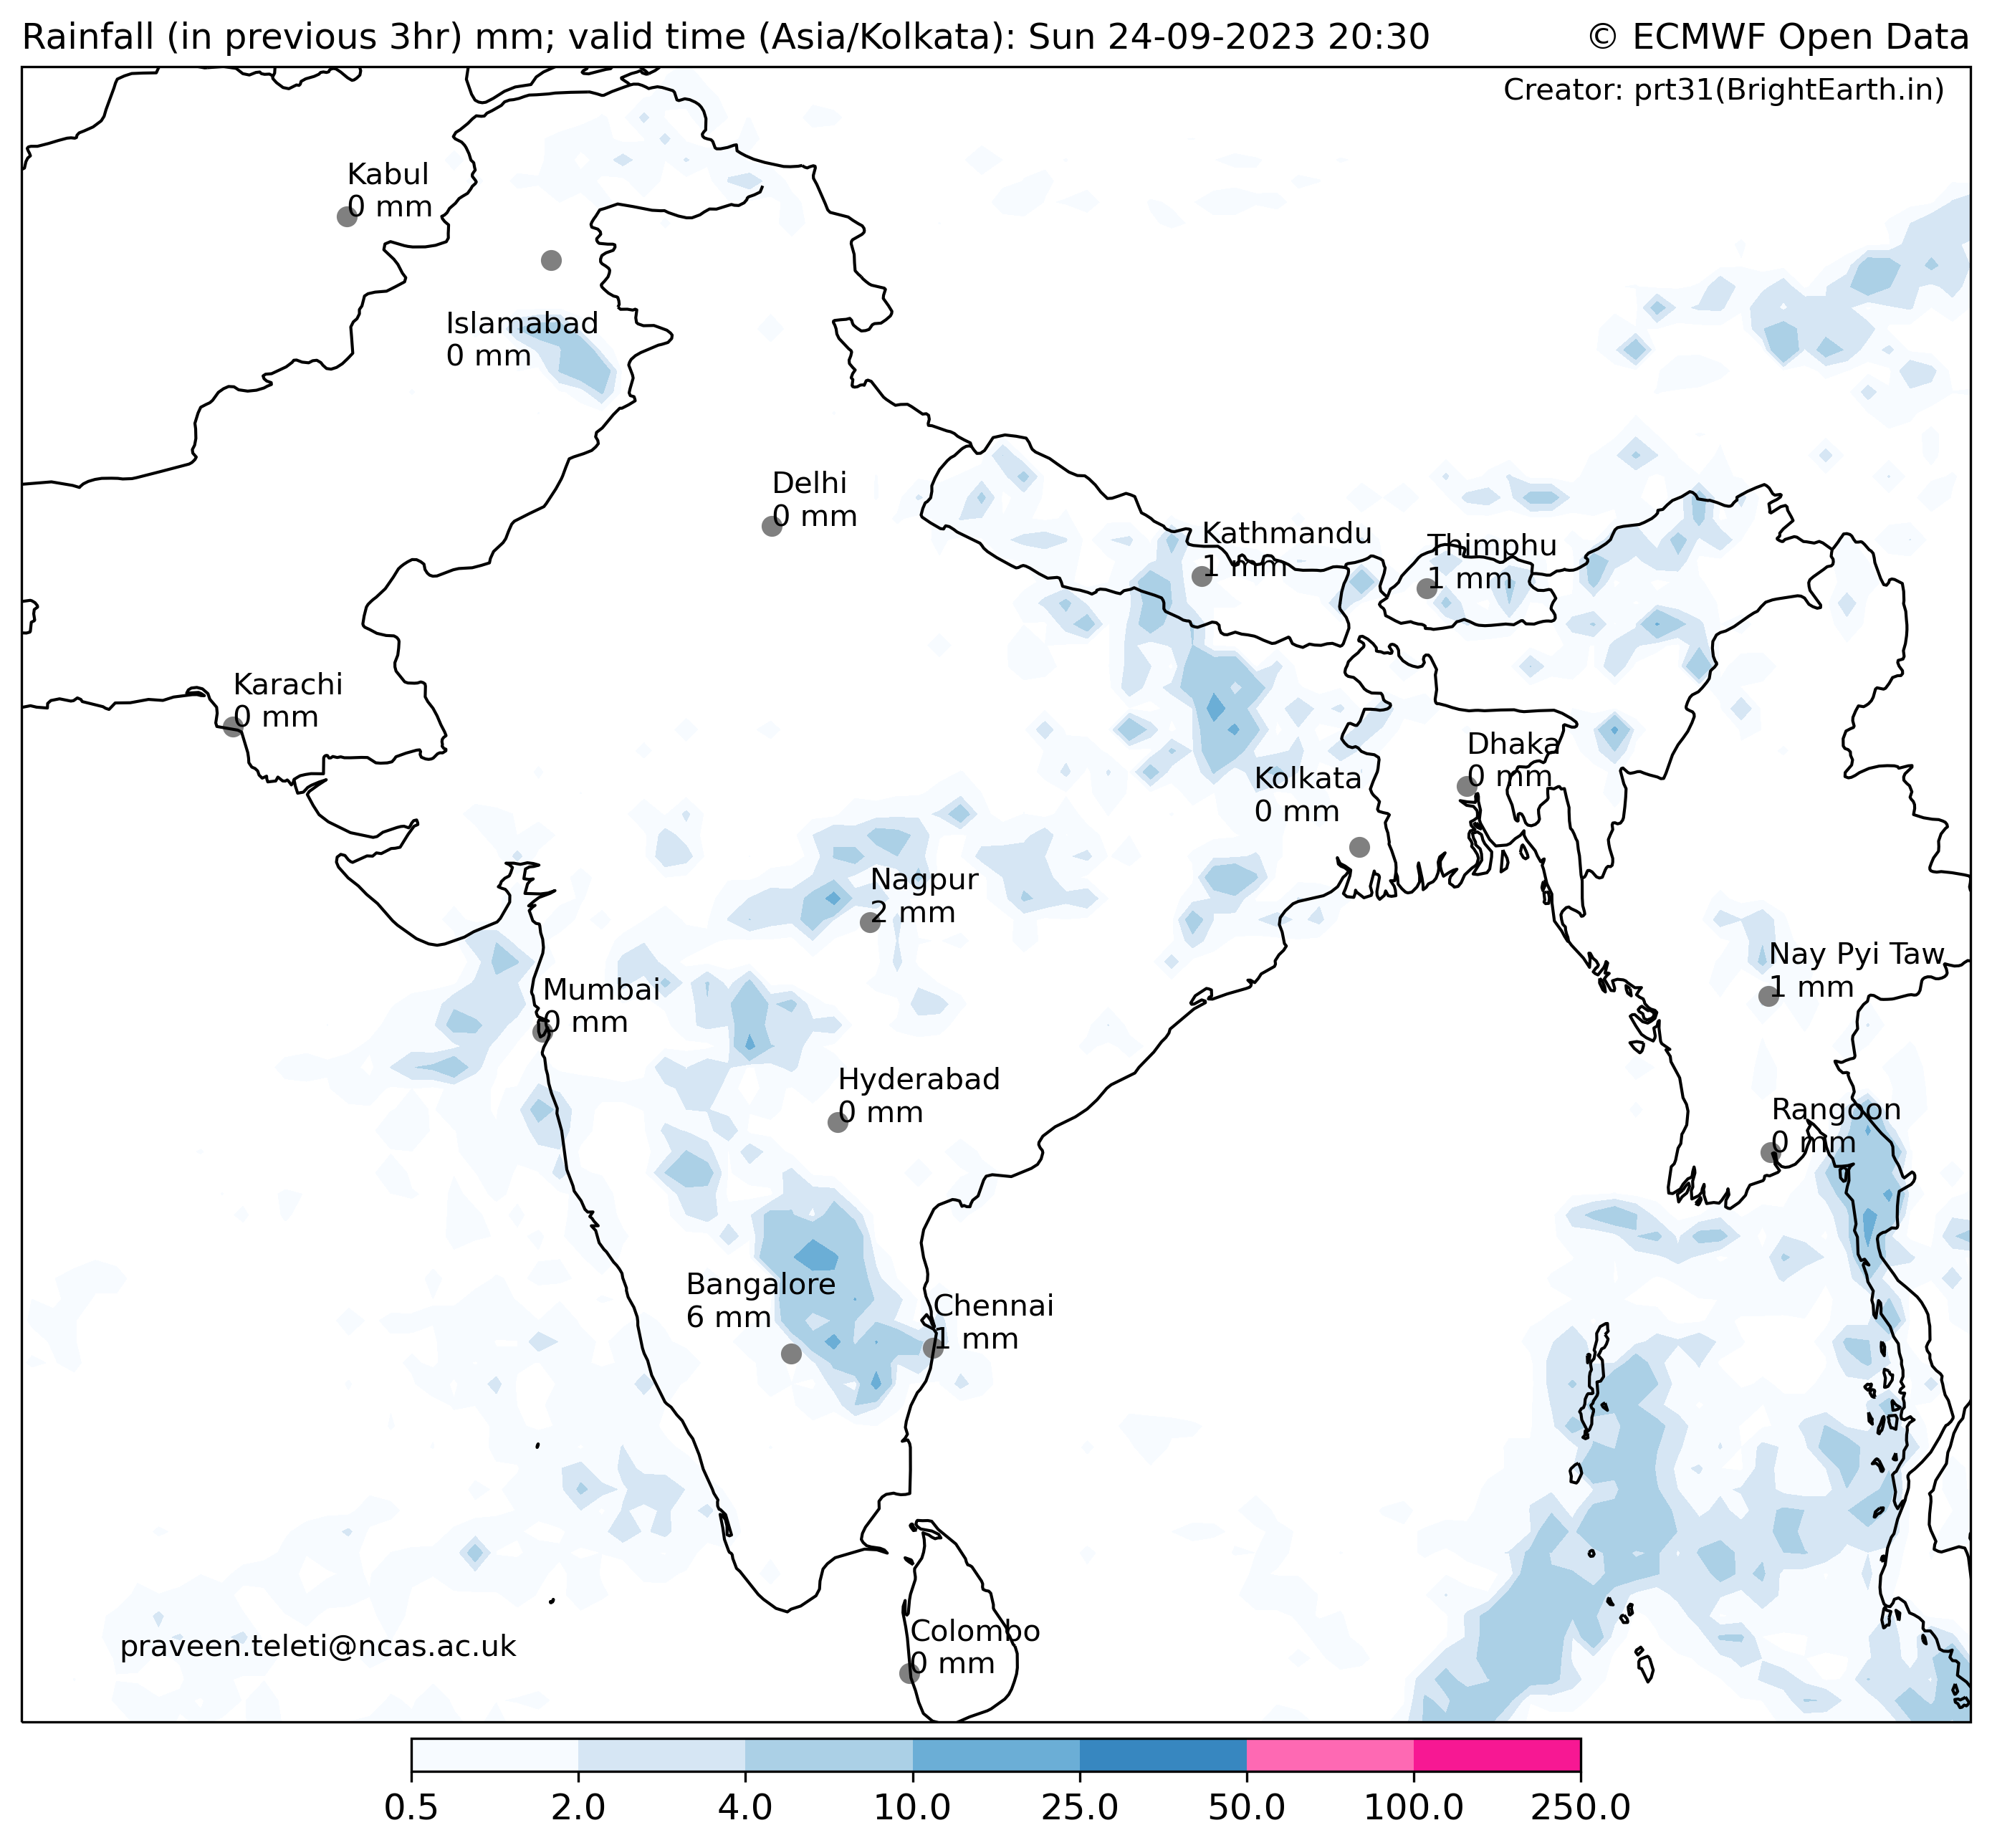 Rainfall (in previous 3hr) mm; valid time (Asia/Kolkata): Sun 24-09-2023 20:30
© ECMWF Open Data
Creator: prt31(BrightEarth.in)
Kabul
0 mm
Islamabad
0 mm
Delhi
0 mm
Kathmandu
1 mm
Thimphu
1 mm
Karachi
0 mm
Dhaka
0 mm
Kolkata
0 mm
Nagpur
2 mm
Nay Pyi Taw
1 mm
Mumbai
0 mm
Hyderabad
0 mm
Rangoon
0 mm
Bangalore
6 mm
Chennai
1 mm
Colombo
0 mm
praveen.teleti@ncas.ac.uk
0.5 2.0 4.0 10.0 25.0 50.0 100.0 250.0